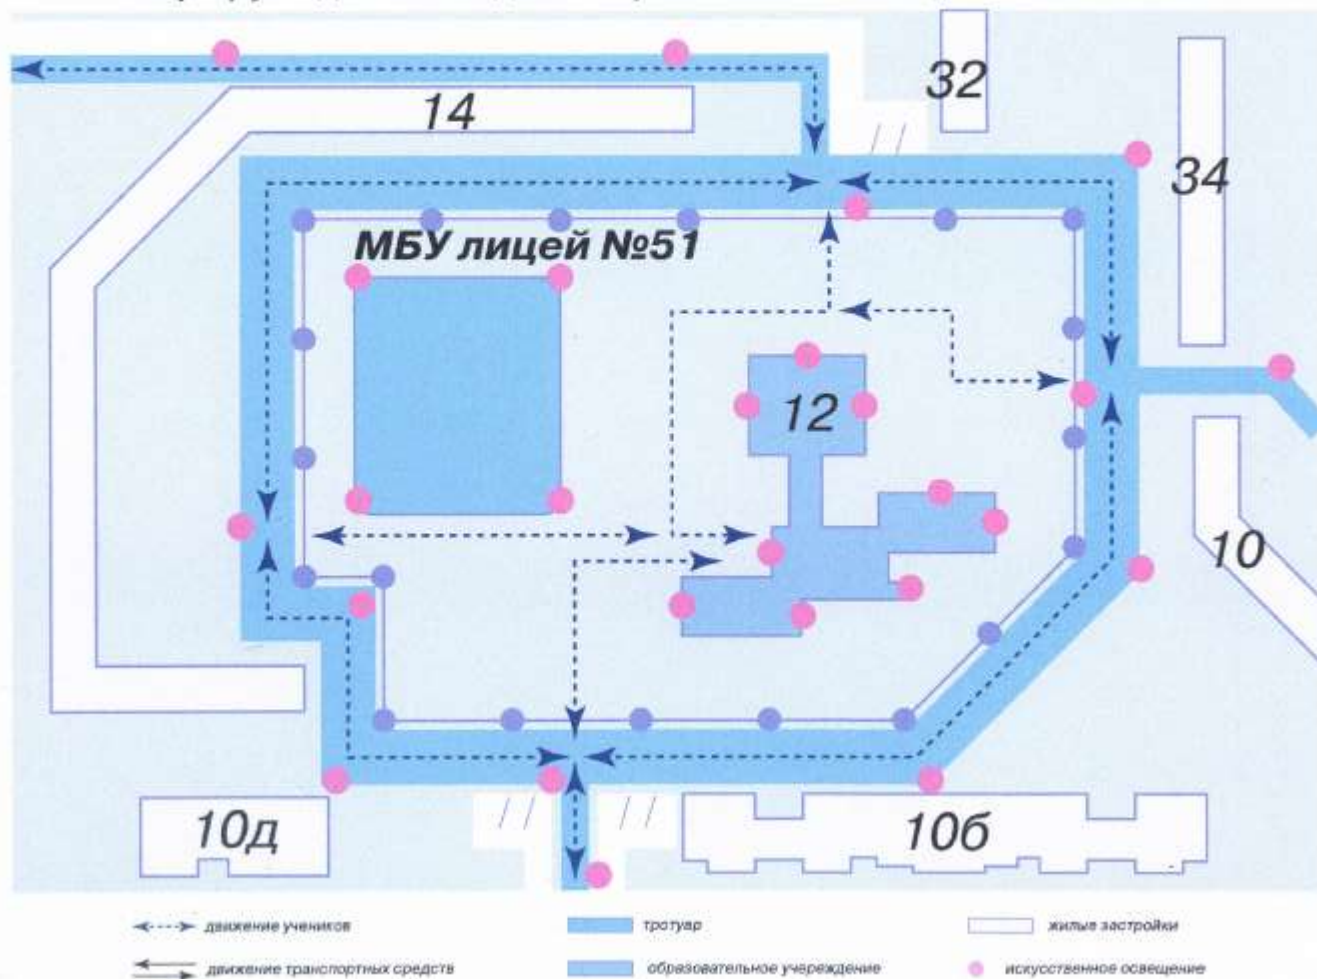 32
14
34
МБУ лицей №51
12
10
10д
10б
движение учеников
тротуар
жилые застройки
движение транспортных средств
образовательное учереждение
искусственное освещение